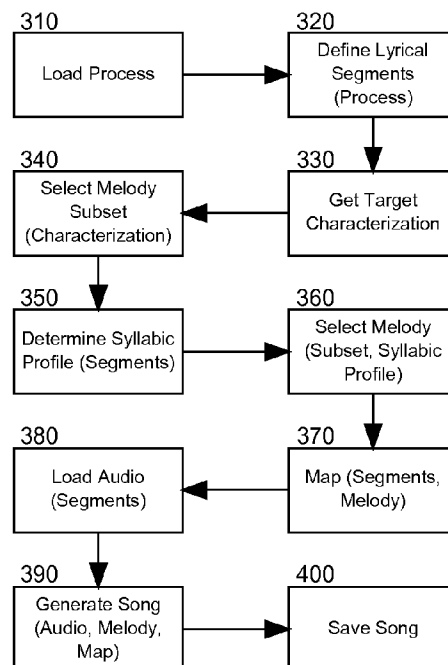 310
Load Process
320
Define Lyrical
Segments
(Process)
330
Get Target
Characterization
340
Select Melody
Subset
(Characterization)
350
Determine Syllabic
Profile (Segments)
360
Select Melody
(Subset, Syllabic
Profile)
370
Map (Segments,
Melody)
380
Load Audio
(Segments)
390
Generate Song
(Audio, Melody,
Map)
400
Save Song